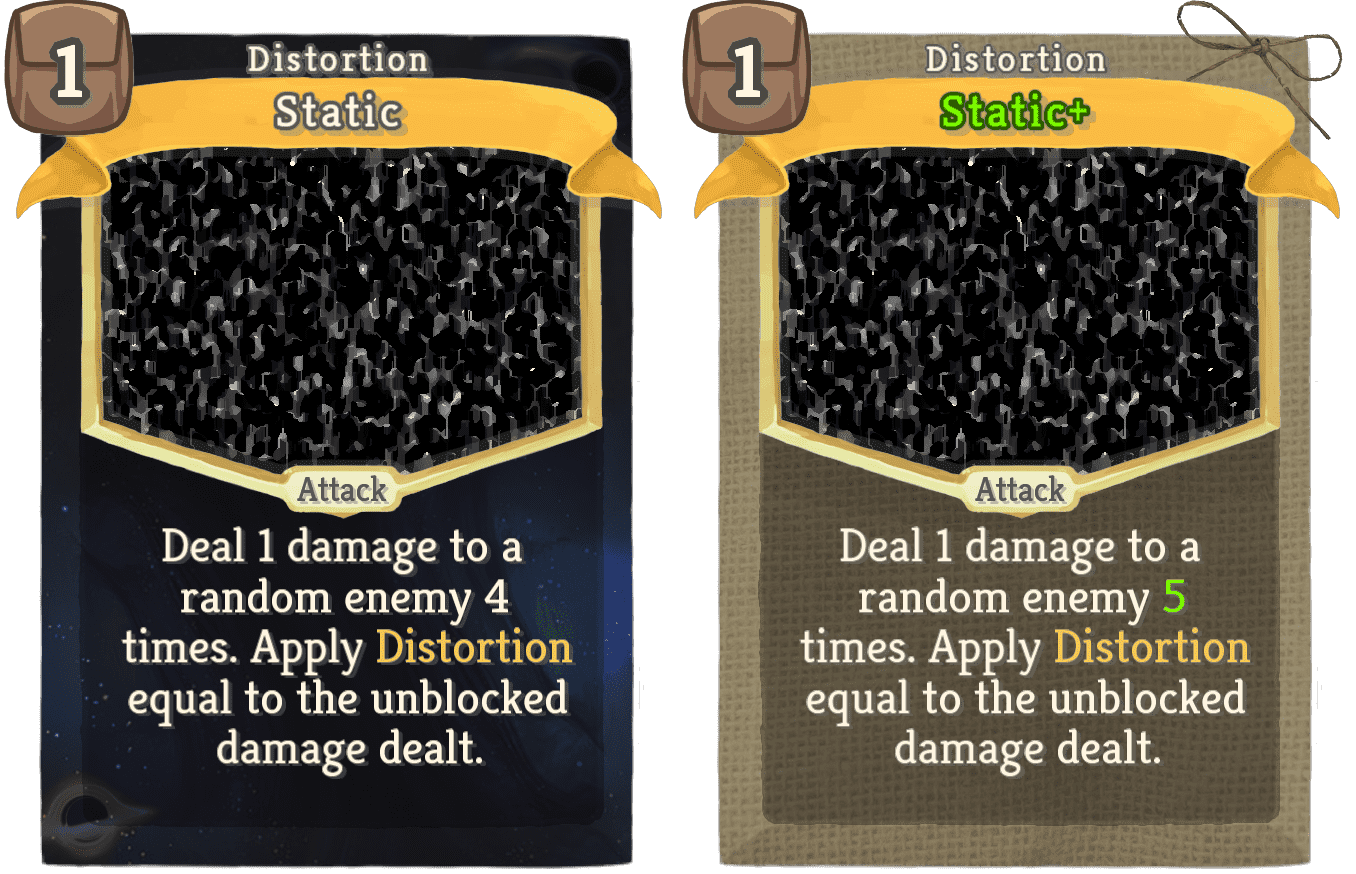 1
Distortion
Static
Attack
Deal 1 damage to a
random enemy 4
times. Apply Distortion
equal to the unblocked
damage dealt.
1
Distortion
Static+
Attack
Deal 1 damage to a
random enemy 5
times. Apply Distortion
equal to the unblocked
damage dealt.